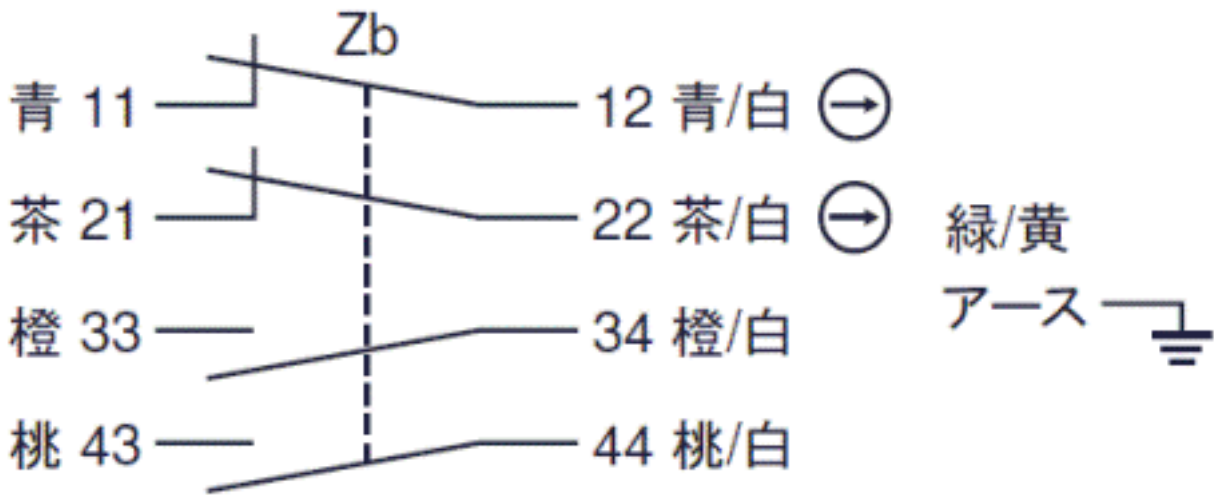 Zb
青 11 12 青/白
茶 21 22 茶/白
緑/黄
アース
橙 33 34 橙/白
桃 43 44 桃/白